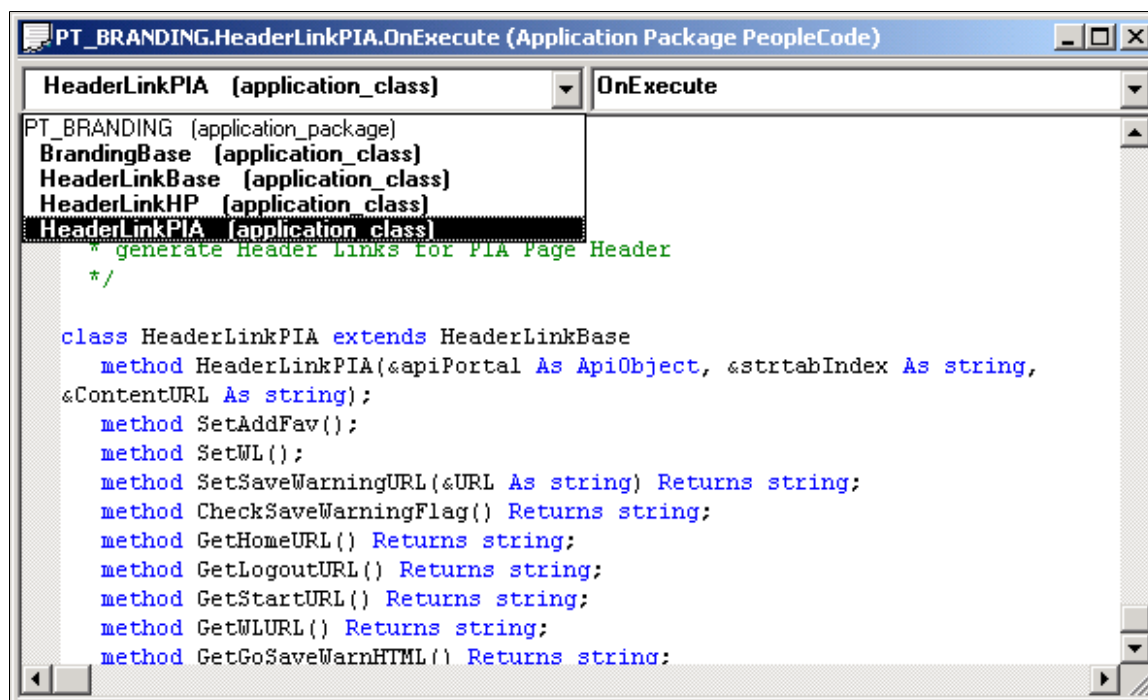 PT_BRANDING.HeaderLinkPIA.OnExecute (Application Package PeopleCode)
HeaderLinkPIA (application_class) OnExecute
PT_BRANDING (application_package)
BrandingBase (application_class)
HeaderLinkBase (application_class)
HeaderLinkHP (application_class)
HeaderLinkPIA (application_class)
* generate Header Links for PIA Page Header
*/
class HeaderLinkPIA extends HeaderLinkBase
method HeaderLinkPIA(&apiPortal As ApiObject, &strtabIndex As string,
&ContentURL As string);
method SetAddFav();
method SetWL();
method SetSaveWarningURL(&URL As string) Returns string;
method CheckSaveWarningFlag() Returns string;
method GetHomeURL() Returns string;
method GetLogoutURL() Returns string;
method GetStartURL() Returns string;
method GetWLURL() Returns string;
method GetGoSaveWarnHTML() Returns string;